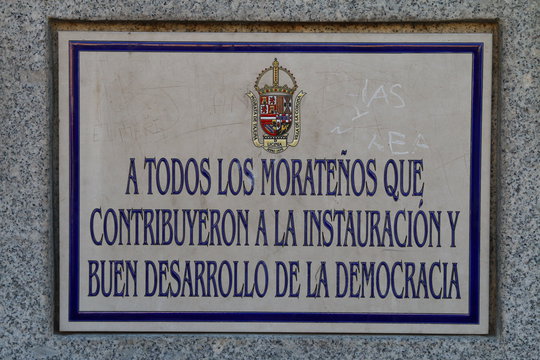 A TODOS LOS MORATEÑOS QUE
CONTRIBUYERON A LA INSTAURACIÓN Y
BUEN DESARROLLO DE LA DEMOCRACIA